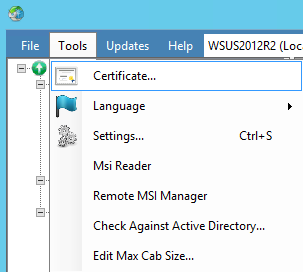 File Tools Updates Help WSUS2012R2 (Loc
Certificate...
Language
Settings... Ctrl+S
Msi Reader
Remote MSI Manager
Check Against Active Directory...
Edit Max Cab Size...